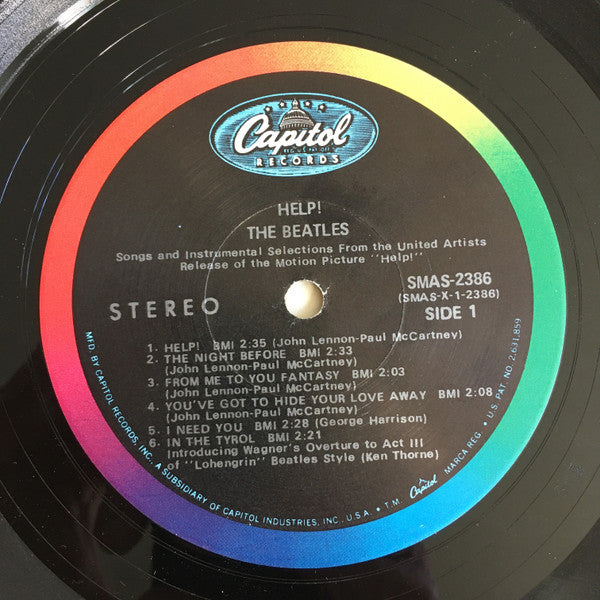 Capitol
REG. U.S. PAT. OFF.
RECORDS
HELP!
THE BEATLES
Songs and Instrumental Selections From the United Artists
Release of the Motion Picture "Help!"
STEREO
SMAS-2386
(SMAS-X-1-2386)
SIDE 1
1. HELP! BMI 2:35 (John Lennon-Paul McCartney)
2. THE NIGHT BEFORE BMI 2:33
(John Lennon-Paul McCartney)
3. FROM ME TO YOU FANTASY BMI 2:03
(John Lennon-Paul McCartney)
4. YOU'VE GOT TO HIDE YOUR LOVE AWAY BMI 2:08
(John Lennon-Paul McCartney)
5. I NEED YOU BMI 2:28 (George Harrison)
6. IN THE TYROL BMI 2:21
Introducing Wagner's Overture to Act III
of "Lohengrin" Beatles Style (Ken Thorne)
MFD. BY CAPITOL RECORDS, INC., A SUBSIDIARY OF CAPITOL INDUSTRIES, INC., U.S.A. • T.M. Capitol MARCA REG. • U.S. PAT. NO. 2,631,859